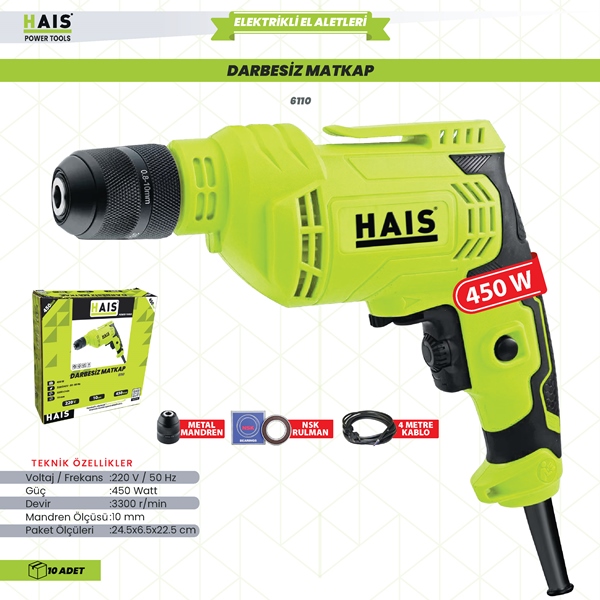 HAIS
POWER TOOLS
ELEKTRİKLİ EL ALETLERİ
DARBESİZ MATKAP
6110
0.8-10mm
HAIS
450 W
HAIS
DARBESİZ MATKAP
HAIS
METAL MANDREN
NSK RULMAN
4 METRE KABLO
TEKNİK ÖZELLİKLER
Voltaj / Frekans :220 V / 50 Hz
Güç :450 Watt
Devir :3300 r/min
Mandren Ölçüsü :10 mm
Paket Ölçüleri :24.5x6.5x22.5 cm
10 ADET